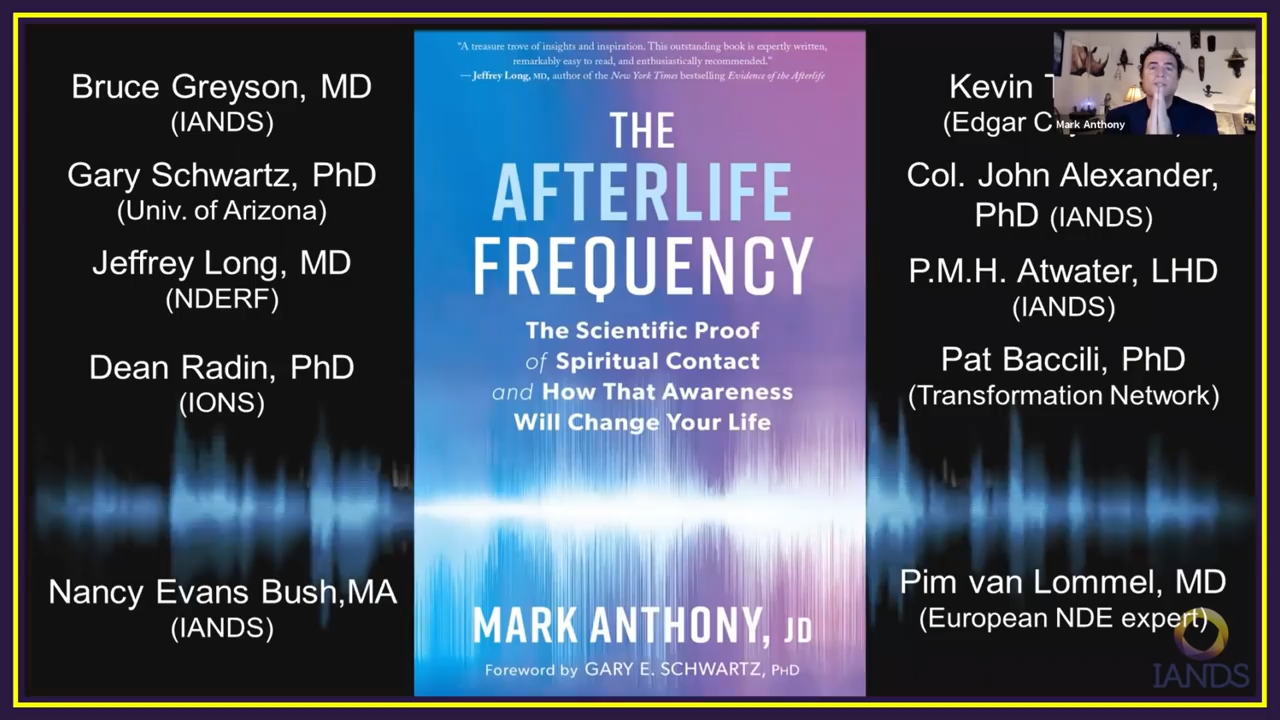 Bruce Greyson, MD
(IANDS)
Gary Schwartz, PhD
(Univ. of Arizona)
Jeffrey Long, MD
(NDERF)
Dean Radin, PhD
(IONS)
Nancy Evans Bush,MA
(IANDS)
"A treasure trove of insights and inspiration. This outstanding book is expertly written,
remarkably easy to read, and enthusiastically recommended."
— Jeffrey Long, MD, author of the New York Times bestselling Evidence of the Afterlife
THE
AFTERLIFE
FREQUENCY
The Scientific Proof
of Spiritual Contact
and How That Awareness
Will Change Your Life
MARK ANTHONY, JD
Foreword by GARY E. SCHWARTZ, PHD
Kevin
(Edgar
Mark Anthony
Col. John Alexander,
PhD (IANDS)
P.M.H. Atwater, LHD
(IANDS)
Pat Baccili, PhD
(Transformation Network)
Pim van Lommel, MD
(European NDE expert)
IANDS